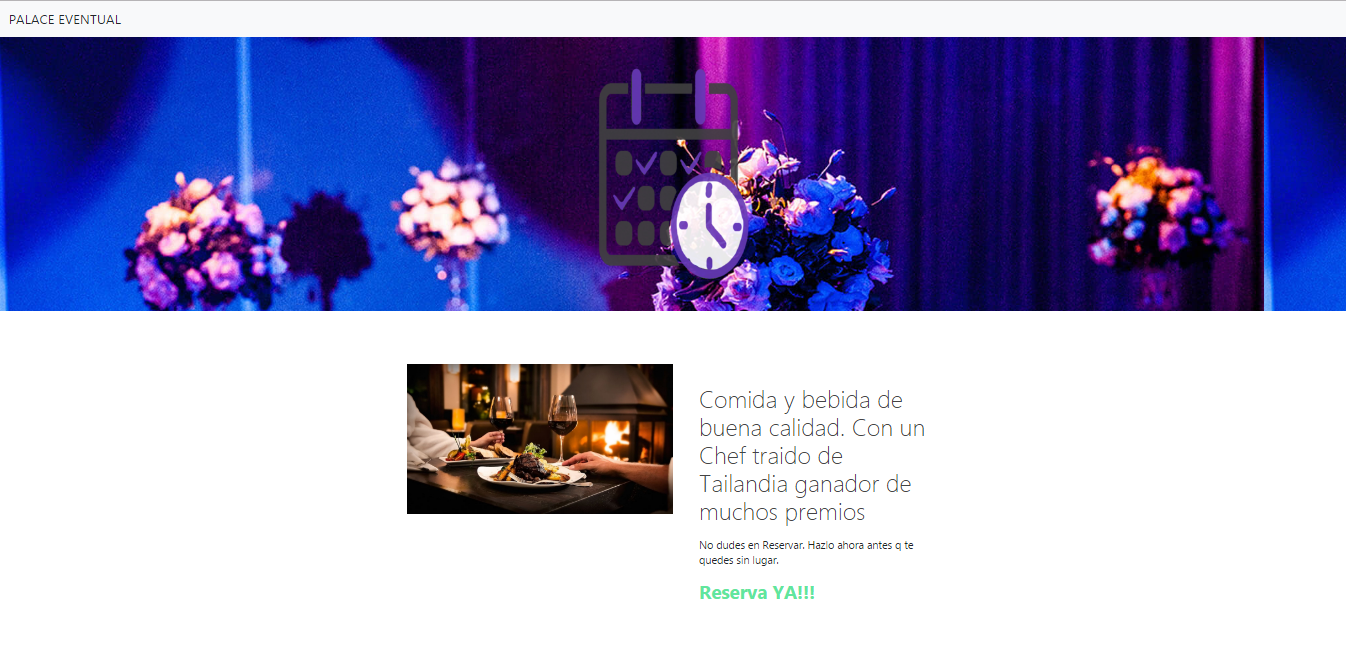 PALACE EVENTUAL
Comida y bebida de
buena calidad. Con un
Chef traido de
Tailandia ganador de
muchos premios
No dudes en Reservar. Hazlo ahora antes q te
quedes sin lugar.
Reserva YA!!!